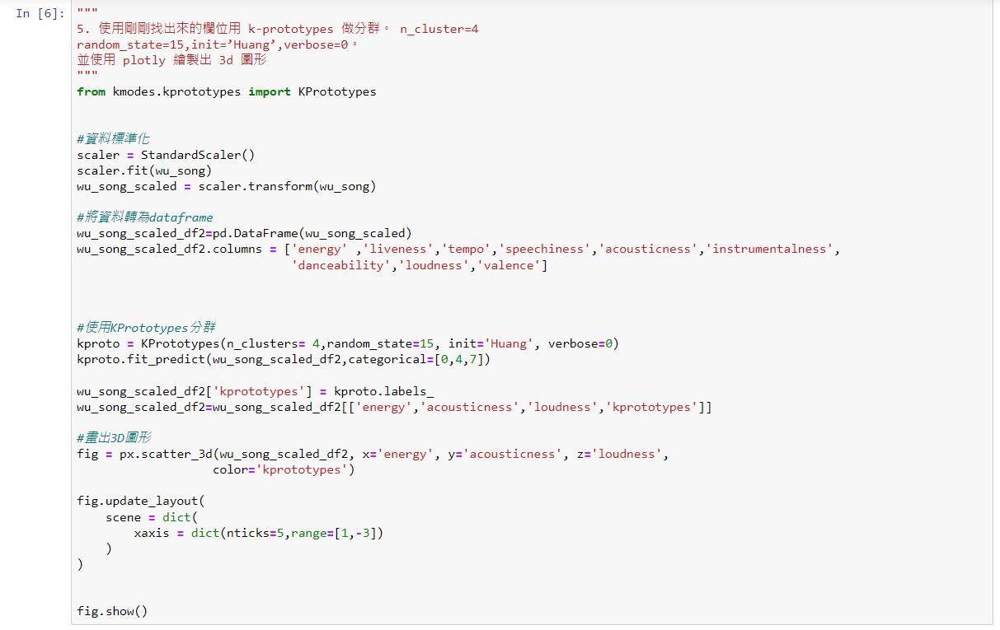 In [6]: """
5. 使用剛剛找出來的欄位用 k-prototypes 做分群。 n_cluster=4
random_state=15,init=’Huang’,verbose=0。
並使用 plotly 繪製出 3d 圖形
"""
from kmodes.kprototypes import KPrototypes
#資料標準化
scaler = StandardScaler()
scaler.fit(wu_song)
wu_song_scaled = scaler.transform(wu_song)
#將資料轉為dataframe
wu_song_scaled_df2=pd.DataFrame(wu_song_scaled)
wu_song_scaled_df2.columns = ['energy' ,'liveness','tempo','speechiness','acousticness','instrumentalness',
'danceability','loudness','valence']
#使用KPrototypes分群
kproto = KPrototypes(n_clusters= 4,random_state=15, init='Huang', verbose=0)
kproto.fit_predict(wu_song_scaled_df2,categorical=[0,4,7])
wu_song_scaled_df2['kprototypes'] = kproto.labels_
wu_song_scaled_df2=wu_song_scaled_df2[['energy','acousticness','loudness','kprototypes']]
#畫出3D圖形
fig = px.scatter_3d(wu_song_scaled_df2, x='energy', y='acousticness', z='loudness',
color='kprototypes')
fig.update_layout(
scene = dict(
xaxis = dict(nticks=5,range=[1,-3])
)
)
fig.show()